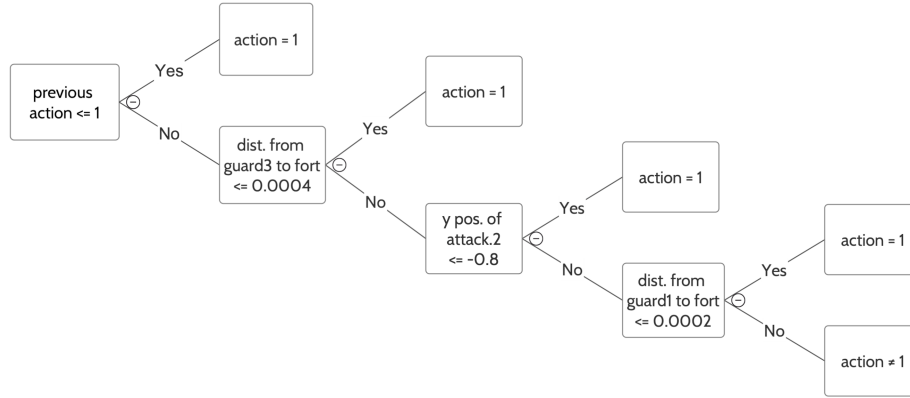 previous
action <= 1
Yes
action = 1
No
dist. from
guard3 to fort
<= 0.0004
Yes
action = 1
No
y pos. of
attack.2
<= -0.8
Yes
action = 1
No
dist. from
guard1 to fort
<= 0.0002
Yes
action = 1
No
action ≠ 1